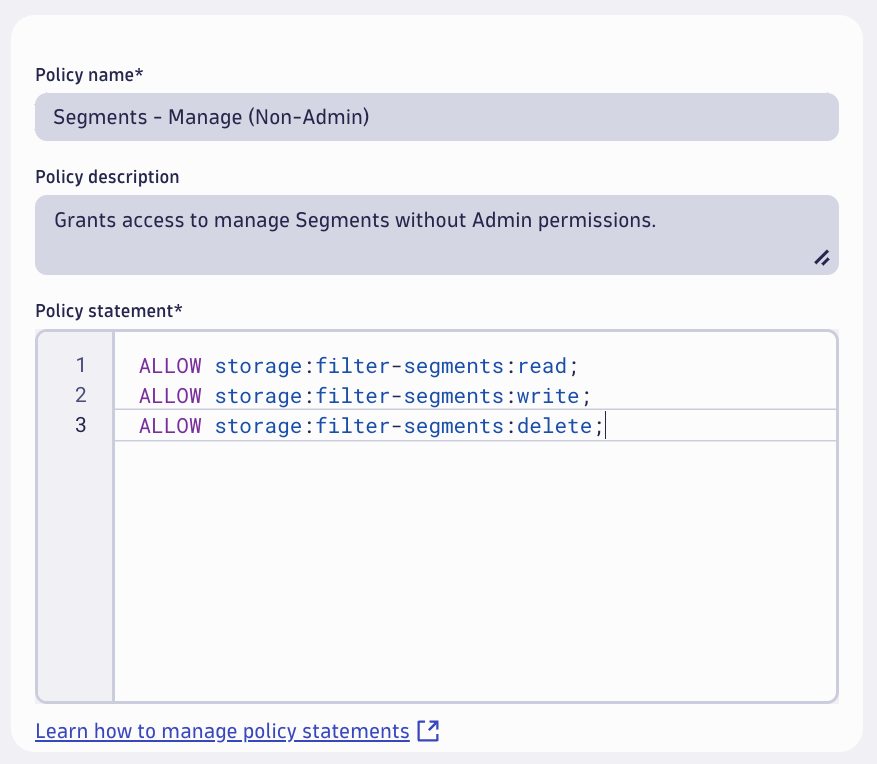 Policy name*
Segments - Manage (Non-Admin)
Policy description
Grants access to manage Segments without Admin permissions.
Policy statement*
1 ALLOW storage:filter-segments:read;
2 ALLOW storage:filter-segments:write;
3 ALLOW storage:filter-segments:delete;
Learn how to manage policy statements